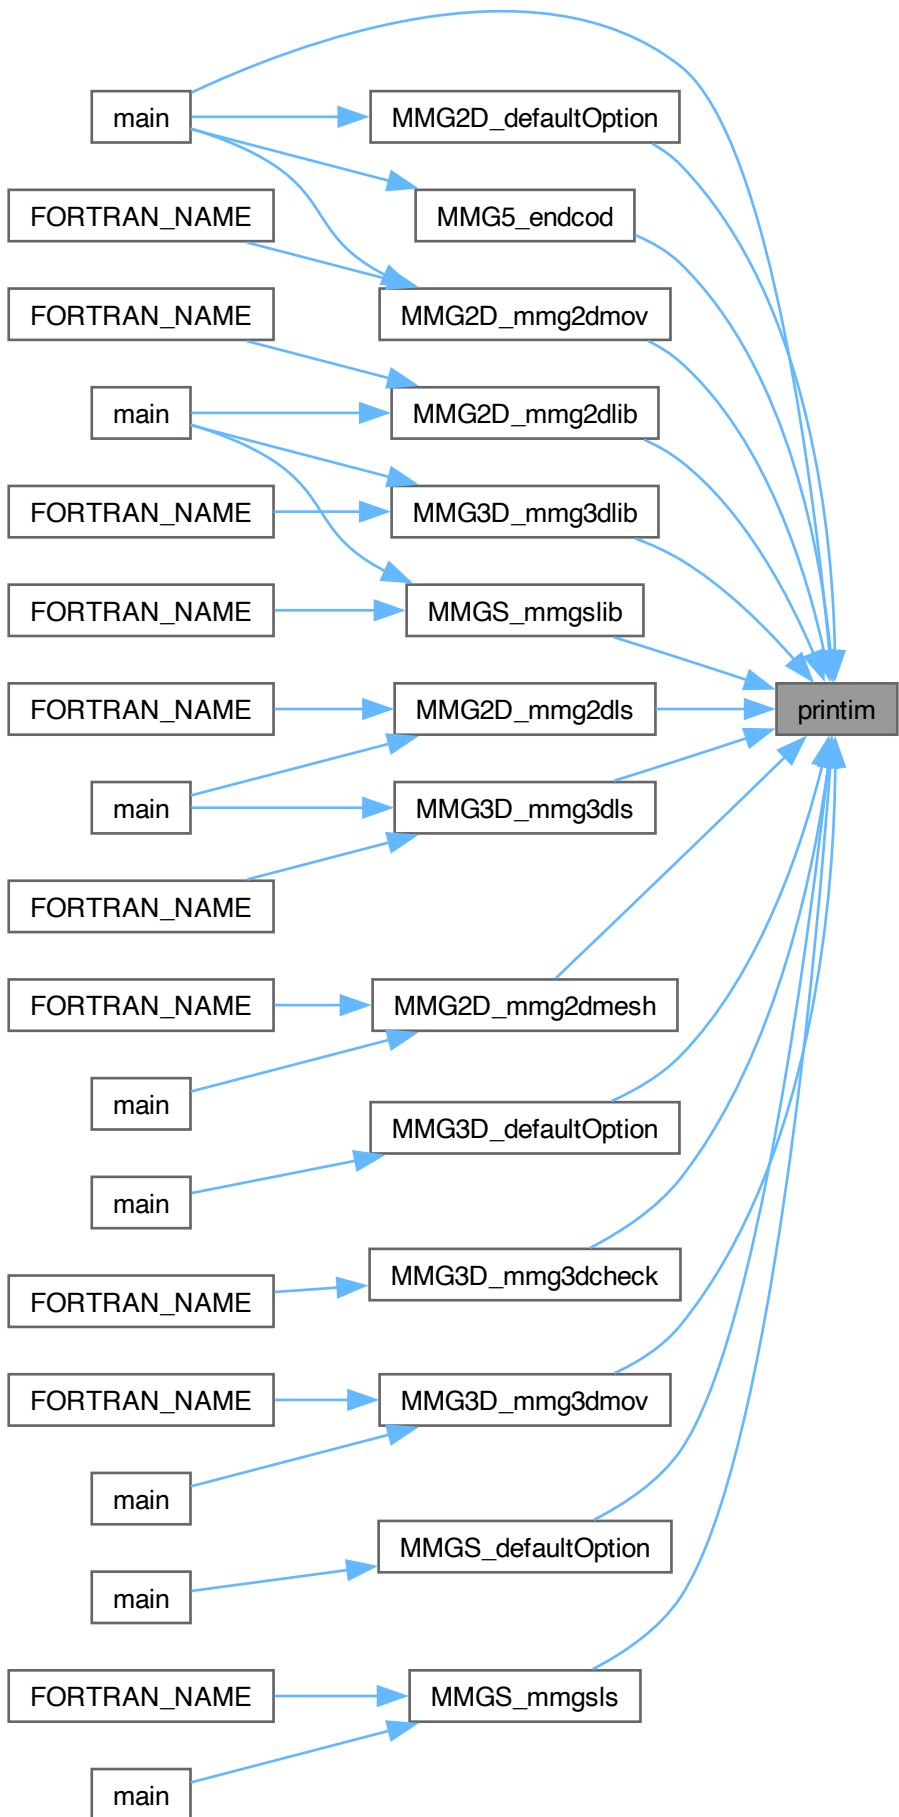 main
MMG2D_defaultOption
FORTRAN_NAME
MMG5_endcod
FORTRAN_NAME
MMG2D_mmg2dmov
main
MMG2D_mmg2dlib
FORTRAN_NAME
MMG3D_mmg3dlib
FORTRAN_NAME
MMGS_mmgslib
FORTRAN_NAME
MMG2D_mmg2dls
printim
main
MMG3D_mmg3dls
FORTRAN_NAME
FORTRAN_NAME
MMG2D_mmg2dmesh
main
MMG3D_defaultOption
main
MMG3D_mmg3dcheck
FORTRAN_NAME
FORTRAN_NAME
MMG3D_mmg3dmov
main
MMGS_defaultOption
main
FORTRAN_NAME
MMGS_mmgsls
main